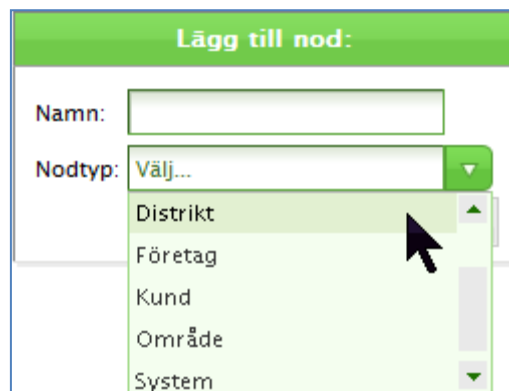 Lägg till nod:
Namn:
Nodtyp: Välj...
Distrikt
Företag
Kund
Område
System